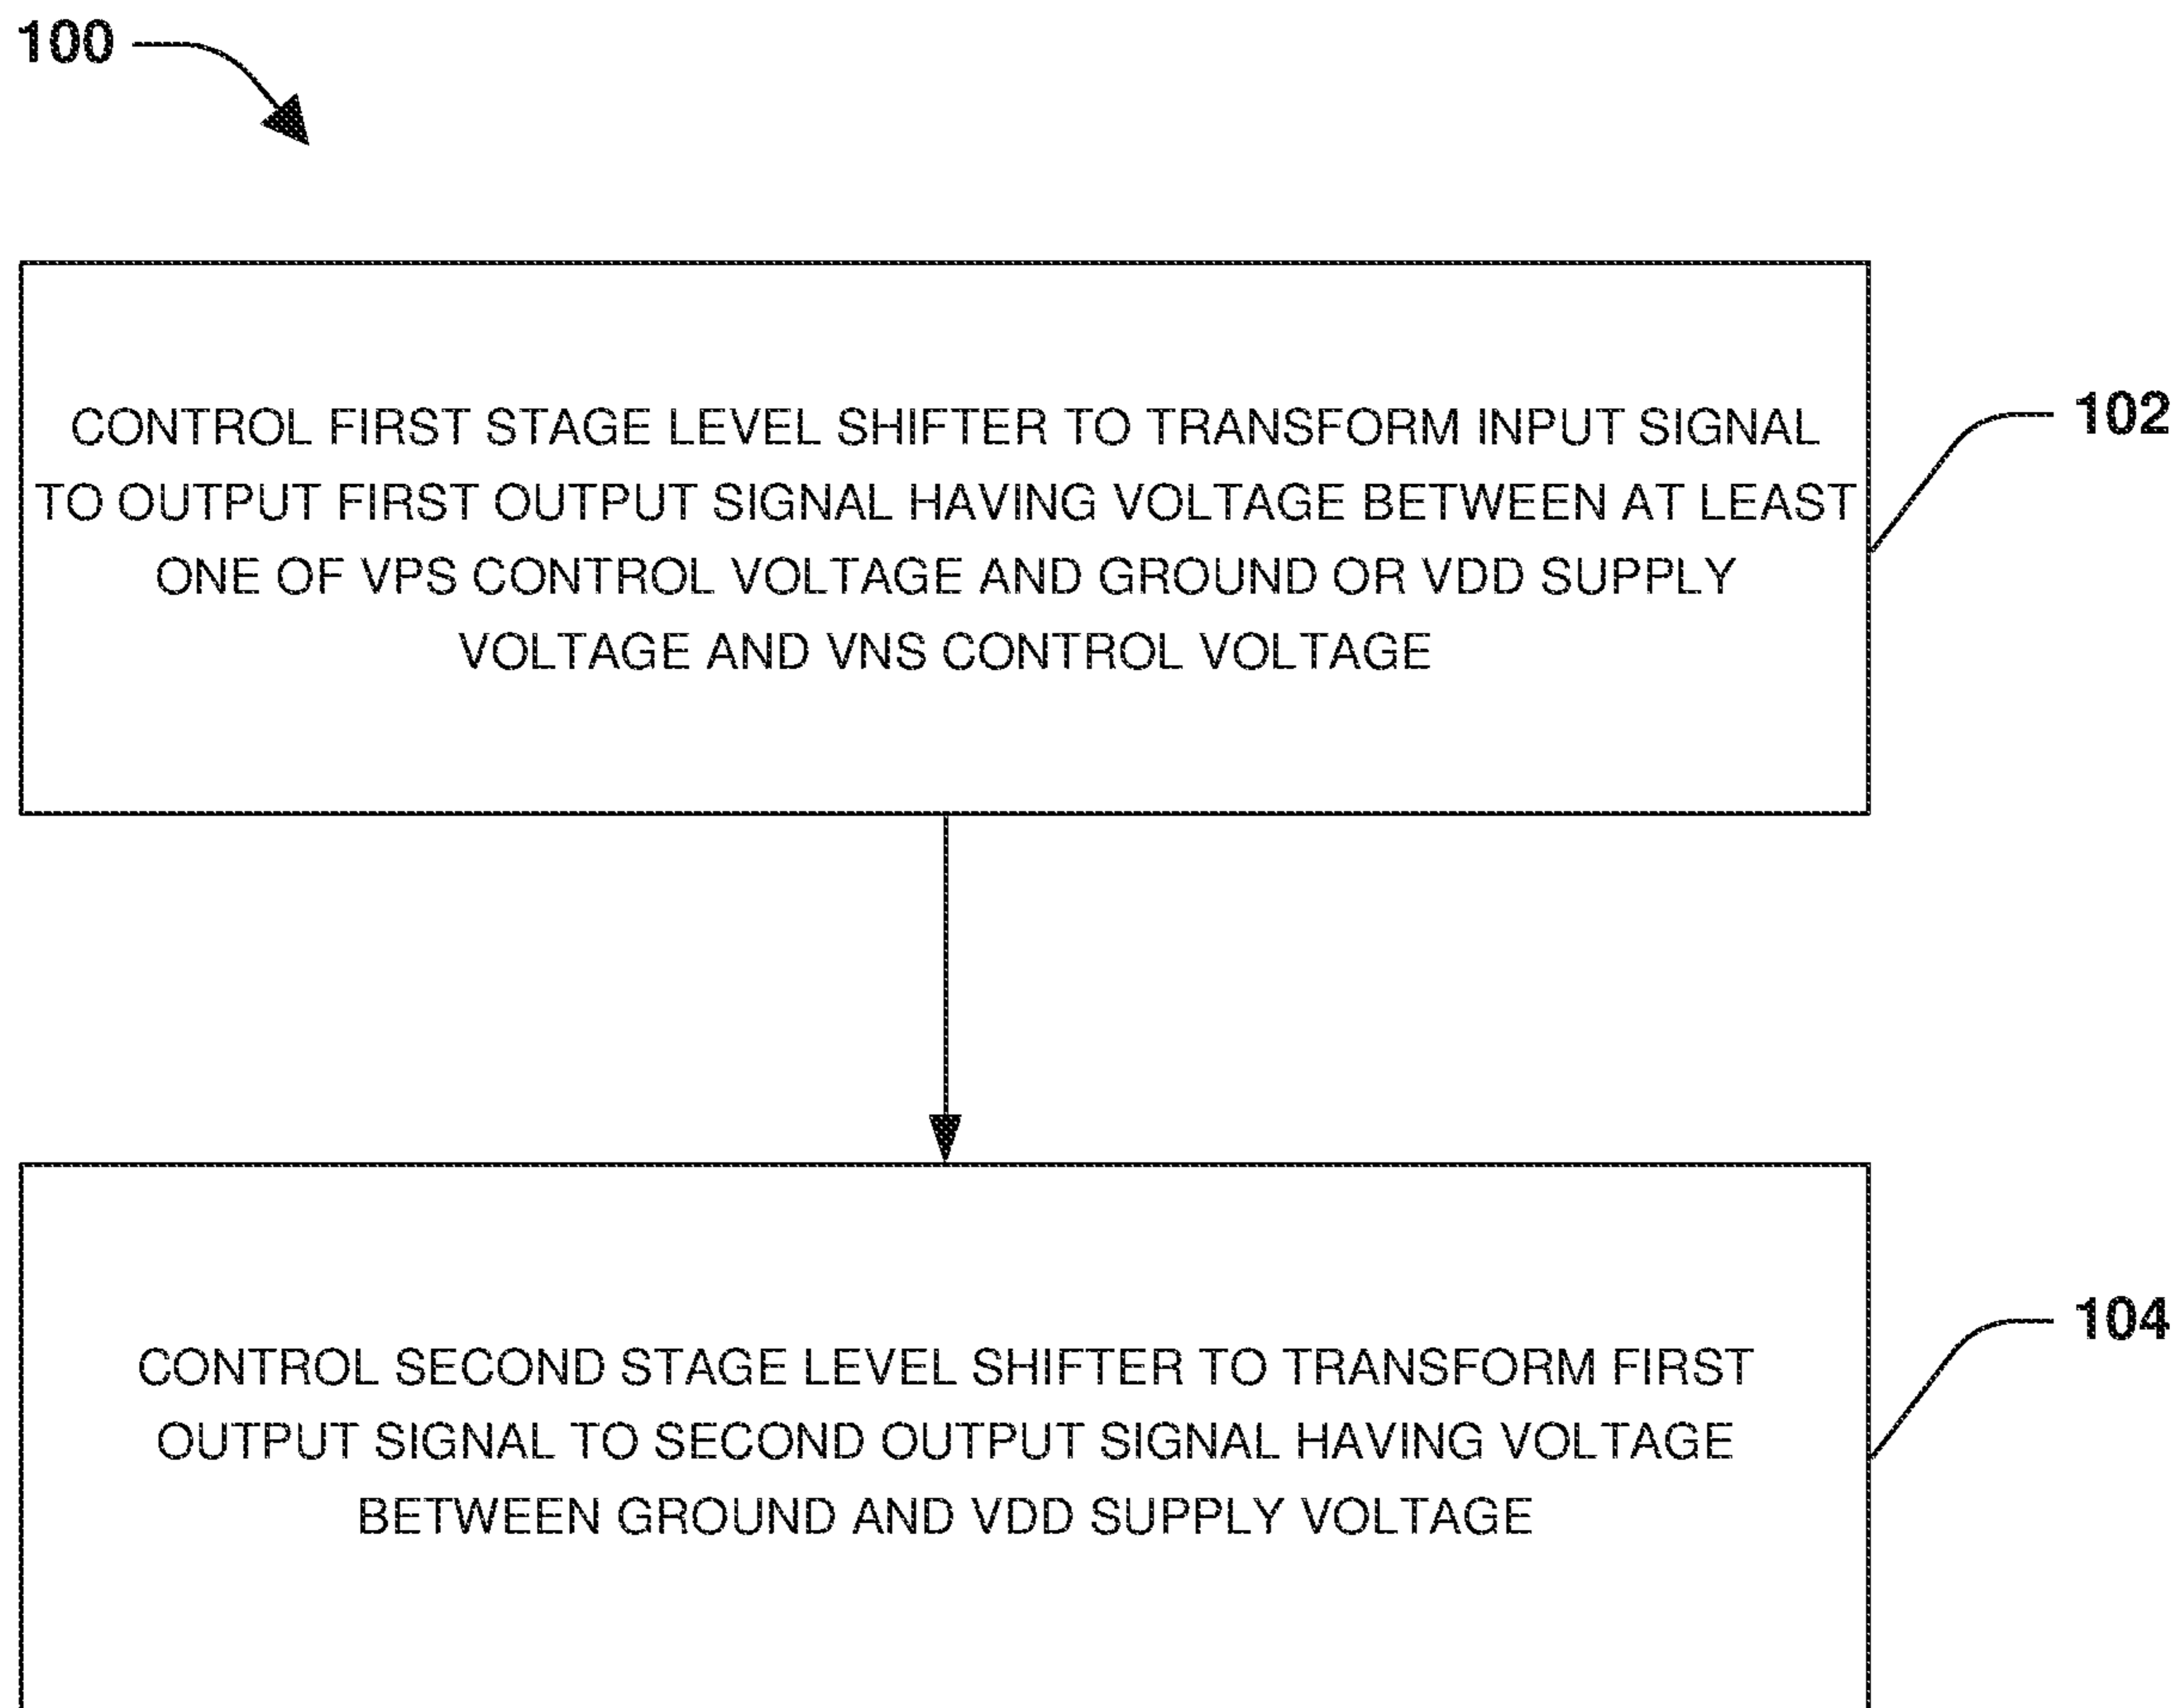 100
CONTROL FIRST STAGE LEVEL SHIFTER TO TRANSFORM INPUT SIGNAL
TO OUTPUT FIRST OUTPUT SIGNAL HAVING VOLTAGE BETWEEN AT LEAST
ONE OF VPS CONTROL VOLTAGE AND GROUND OR VDD SUPPLY
VOLTAGE AND VNS CONTROL VOLTAGE
102
CONTROL SECOND STAGE LEVEL SHIFTER TO TRANSFORM FIRST
OUTPUT SIGNAL TO SECOND OUTPUT SIGNAL HAVING VOLTAGE
BETWEEN GROUND AND VDD SUPPLY VOLTAGE
104